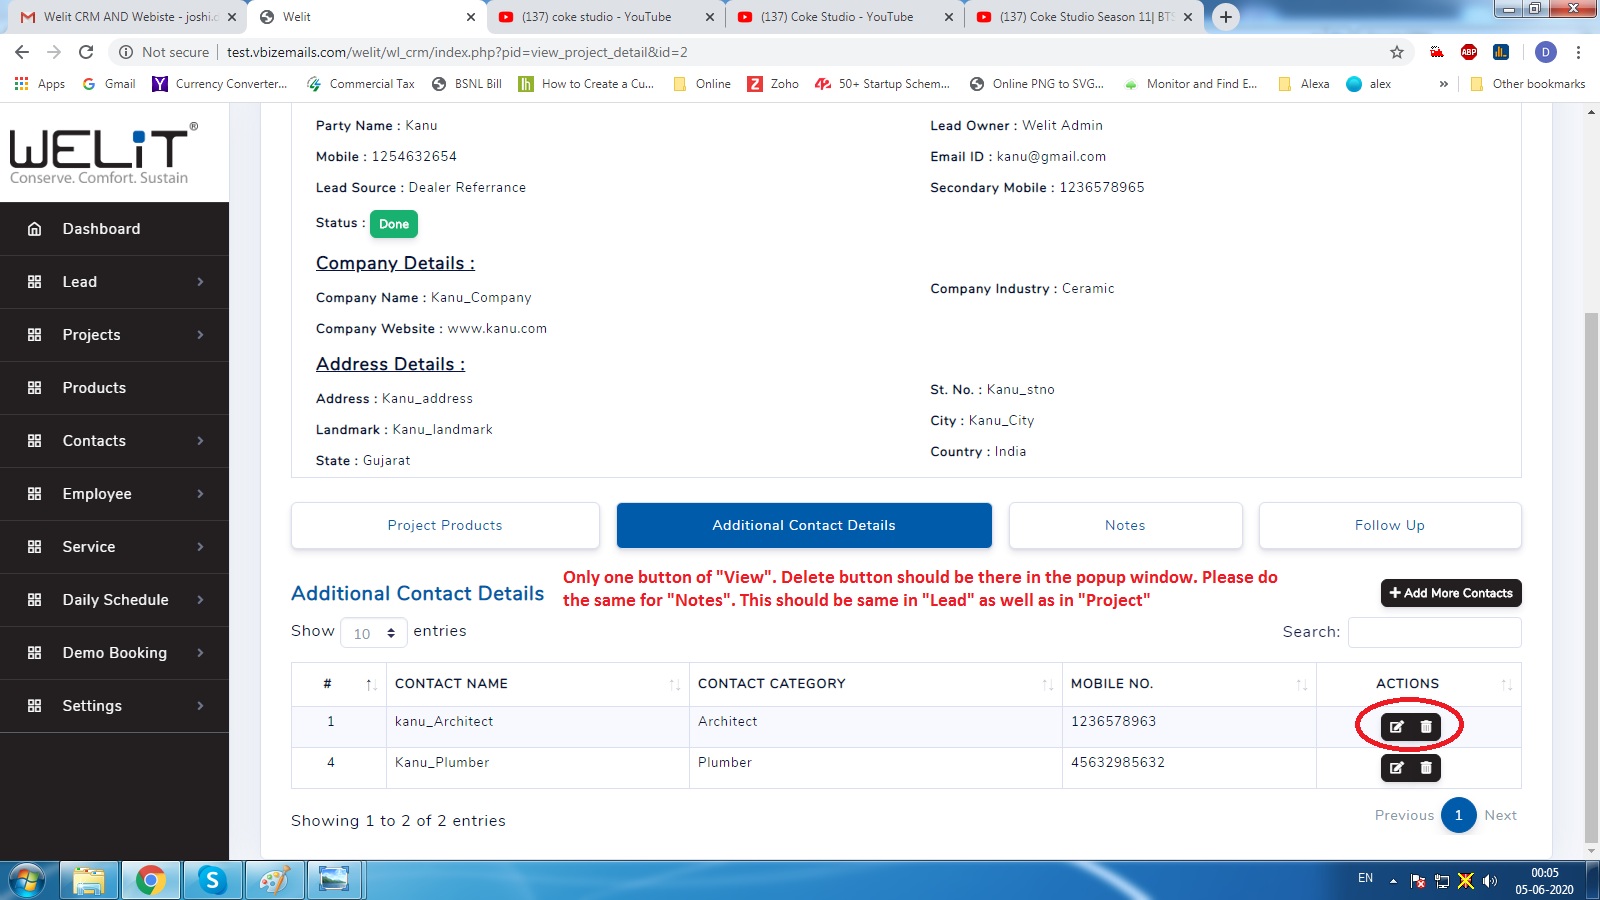 Welit CRM AND Webiste - joshi.c
Welit
(137) coke studio - YouTube
(137) Coke Studio - YouTube
(137) Coke Studio Season 11| BTS
Not secure
test.vbizemails.com/welit/wl_crm/index.php?pid=view_project_detail&id=2
ABP
D
Apps
Gmail
Currency Converter...
Commercial Tax
BSNL Bill
How to Create a Cu...
Online
Zoho
50+ Startup Schem...
Online PNG to SVG...
Monitor and Find E...
Alexa
alex
»
Other bookmarks
WELiT®
Conserve. Comfort. Sustain
Dashboard
Lead
Projects
Products
Contacts
Employee
Service
Daily Schedule
Demo Booking
Settings
Party Name : Kanu
Lead Owner : Welit Admin
Mobile : 1254632654
Email ID : kanu@gmail.com
Lead Source : Dealer Referrance
Secondary Mobile : 1236578965
Status : Done
Company Details :
Company Name : Kanu_Company
Company Industry : Ceramic
Company Website : www.kanu.com
Address Details :
Address : Kanu_address
St. No. : Kanu_stno
Landmark : Kanu_landmark
City : Kanu_City
State : Gujarat
Country : India
Project Products
Additional Contact Details
Notes
Follow Up
Additional Contact Details
Only one button of "View". Delete button should be there in the popup window. Please do
the same for "Notes". This should be same in "Lead" as well as in "Project"
+ Add More Contacts
Show 10 entries
Search:
# CONTACT NAME CONTACT CATEGORY MOBILE NO. ACTIONS
1 kanu_Architect Architect 1236578963
4 Kanu_Plumber Plumber 45632985632
Showing 1 to 2 of 2 entries
Previous 1 Next
EN
00:05
05-06-2020